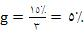 g = ۱۵٪/۳ = ۵٪